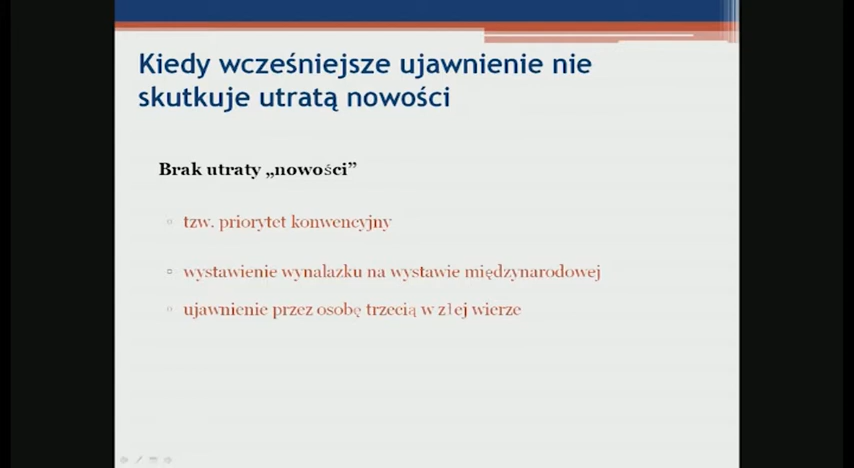 Kiedy wcześniejsze ujawnienie nie
skutkuje utratą nowości
Brak utraty „nowości”
tzw. priorytet konwencyjny
wystawienie wynalazku na wystawie międzynarodowej
ujawnienie przez osobę trzecią w złej wierze